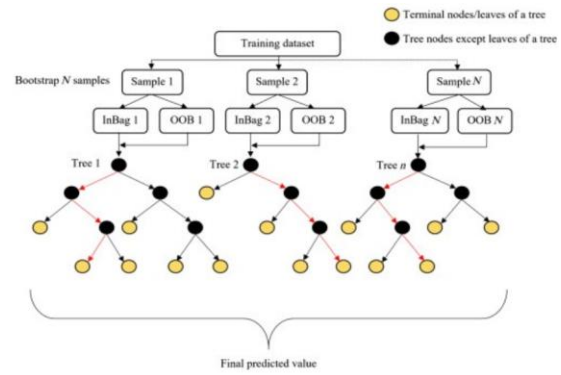 Terminal nodes/leaves of a tree
Tree nodes except leaves of a tree
Training dataset
Bootstrap N samples
Sample 1
Sample 2
Sample N
InBag 1
OOB 1
InBag 2
OOB 2
InBag N
OOB N
Tree 1
Tree 2
Tree n
Final predicted value